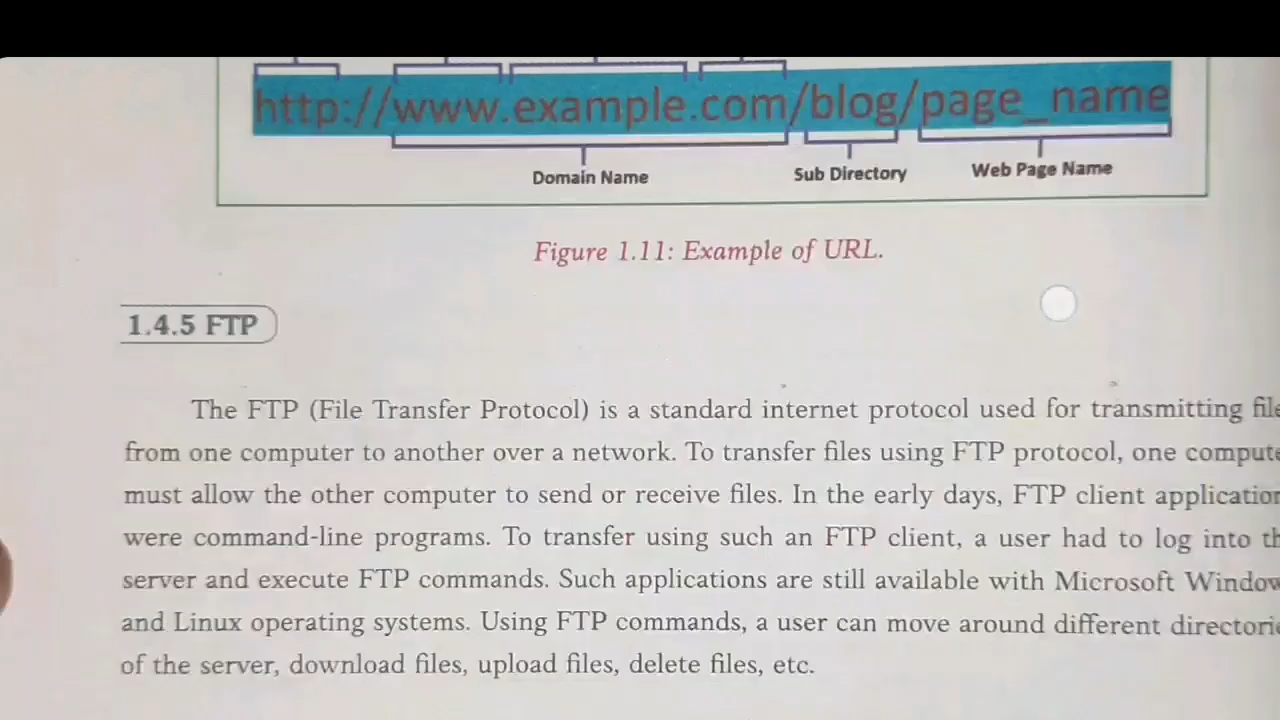 http://www.example.com/blog/page_name
Domain Name
Sub Directory
Web Page Name
Figure 1.11: Example of URL.
1.4.5 FTP
The FTP (File Transfer Protocol) is a standard internet protocol used for transmitting file
from one computer to another over a network. To transfer files using FTP protocol, one compute
must allow the other computer to send or receive files. In the early days, FTP client application
were command-line programs. To transfer using such an FTP client, a user had to log into th
server and execute FTP commands. Such applications are still available with Microsoft Window
and Linux operating systems. Using FTP commands, a user can move around different directorie
of the server, download files, upload files, delete files, etc.